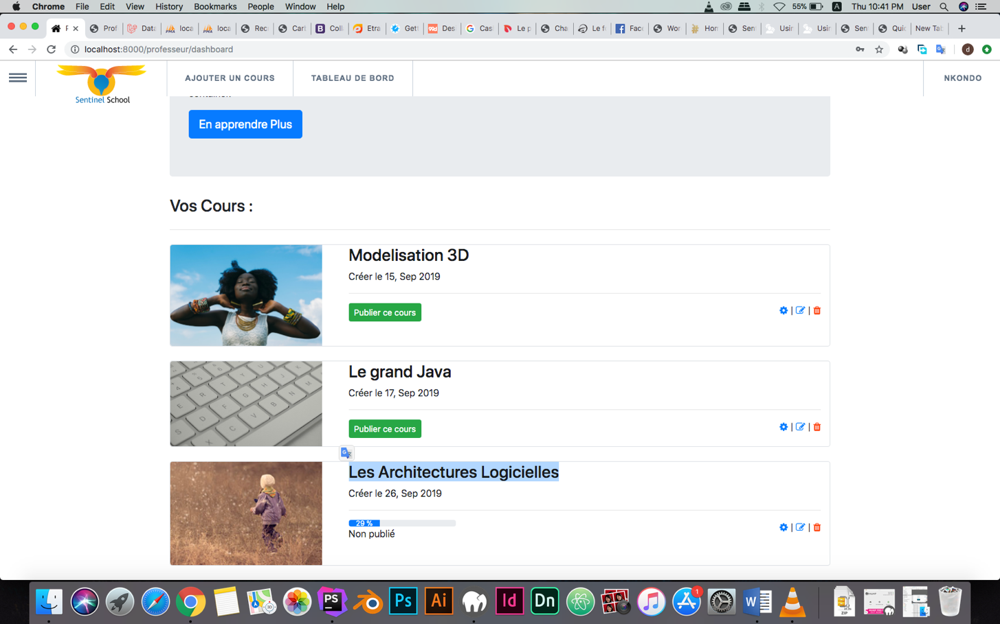 Chrome File Edit View History Bookmarks People Window Help 55% A Thu 10:41 PM User
Prof Data loca loca Rec Carl Coll Etra Gett Des Cas Le p Cha Le f Face Wor Hon Sen Usin Usin Sen Quic New Tab
localhost:8000/professeur/dashboard d
AJOUTER UN COURS TABLEAU DE BORD NKONDO
Sentinel School
En apprendre Plus
Vos Cours :
Modelisation 3D
Créer le 15, Sep 2019
Publier ce cours
Le grand Java
Créer le 17, Sep 2019
Publier ce cours
Les Architectures Logicielles
Créer le 26, Sep 2019
29 %
Non publié
PS Ps Ai Id Dn 1 W ZIP